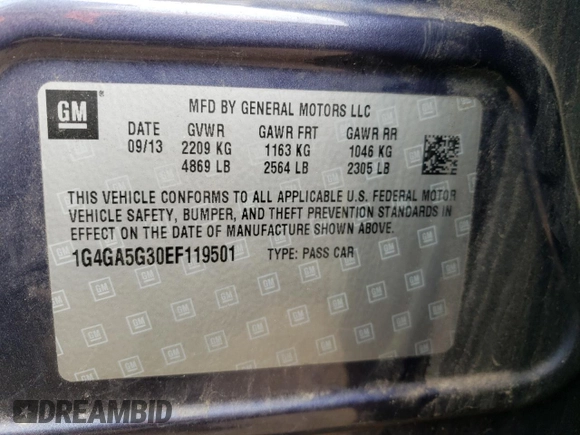 GM
MFD BY GENERAL MOTORS LLC
DATE GVWR GAWR FRT GAWR RR
09/13 2209 KG 1163 KG 1046 KG
4869 LB 2564 LB 2305 LB
THIS VEHICLE CONFORMS TO ALL APPLICABLE U.S. FEDERAL MOTOR
VEHICLE SAFETY, BUMPER, AND THEFT PREVENTION STANDARDS IN
EFFECT ON THE DATE OF MANUFACTURE SHOWN ABOVE.
1G4GA5G30EF119501 TYPE: PASS CAR
DREAMBID